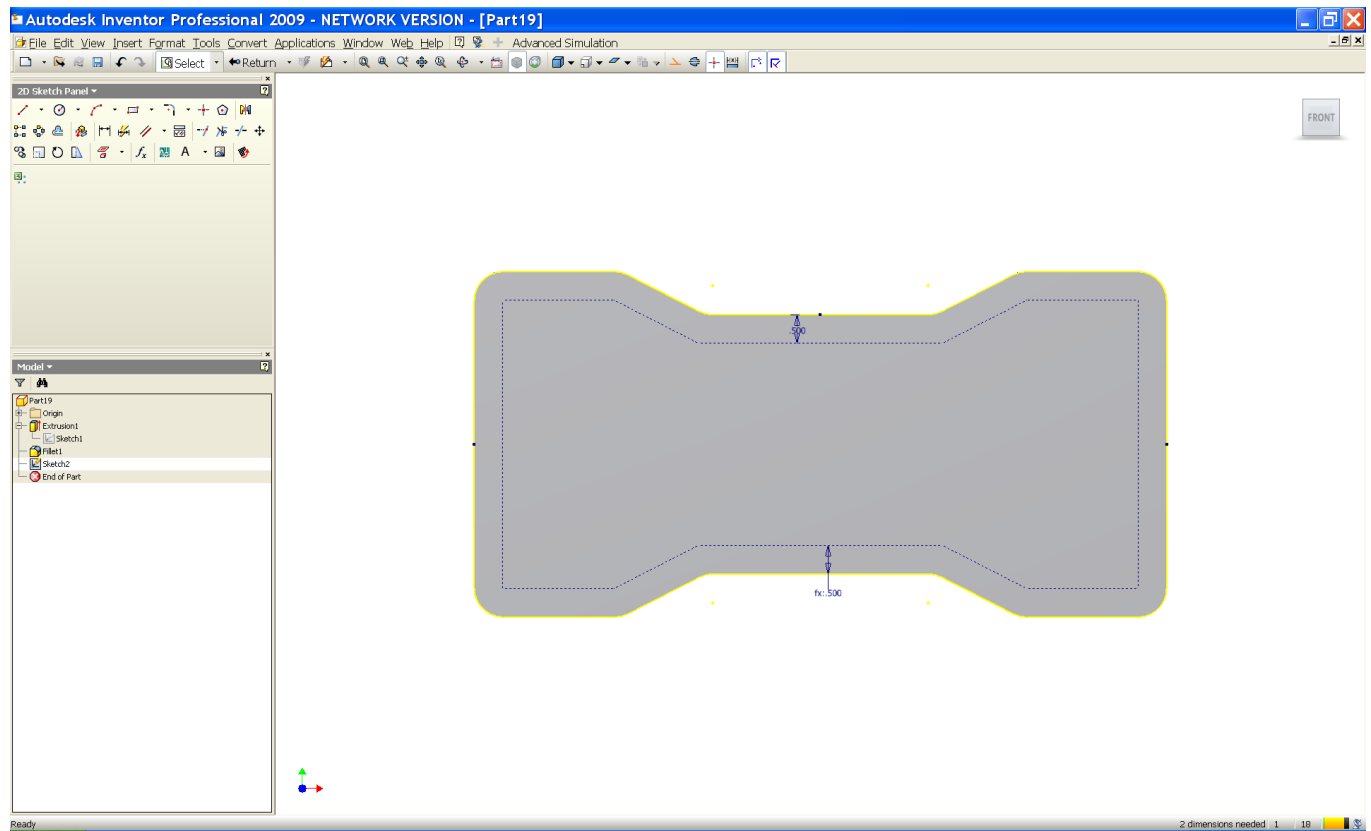 Autodesk Inventor Professional 2009 - NETWORK VERSION - [Part19]
File Edit View Insert Format Tools Convert Applications Window Web Help Advanced Simulation
Select Return
2D Sketch Panel
FRONT
.500
Model
Part19
Origin
Extrusion1
Sketch1
Fillet1
Sketch2
End of Part
fx:.500
Ready 2 dimensions needed 1 18